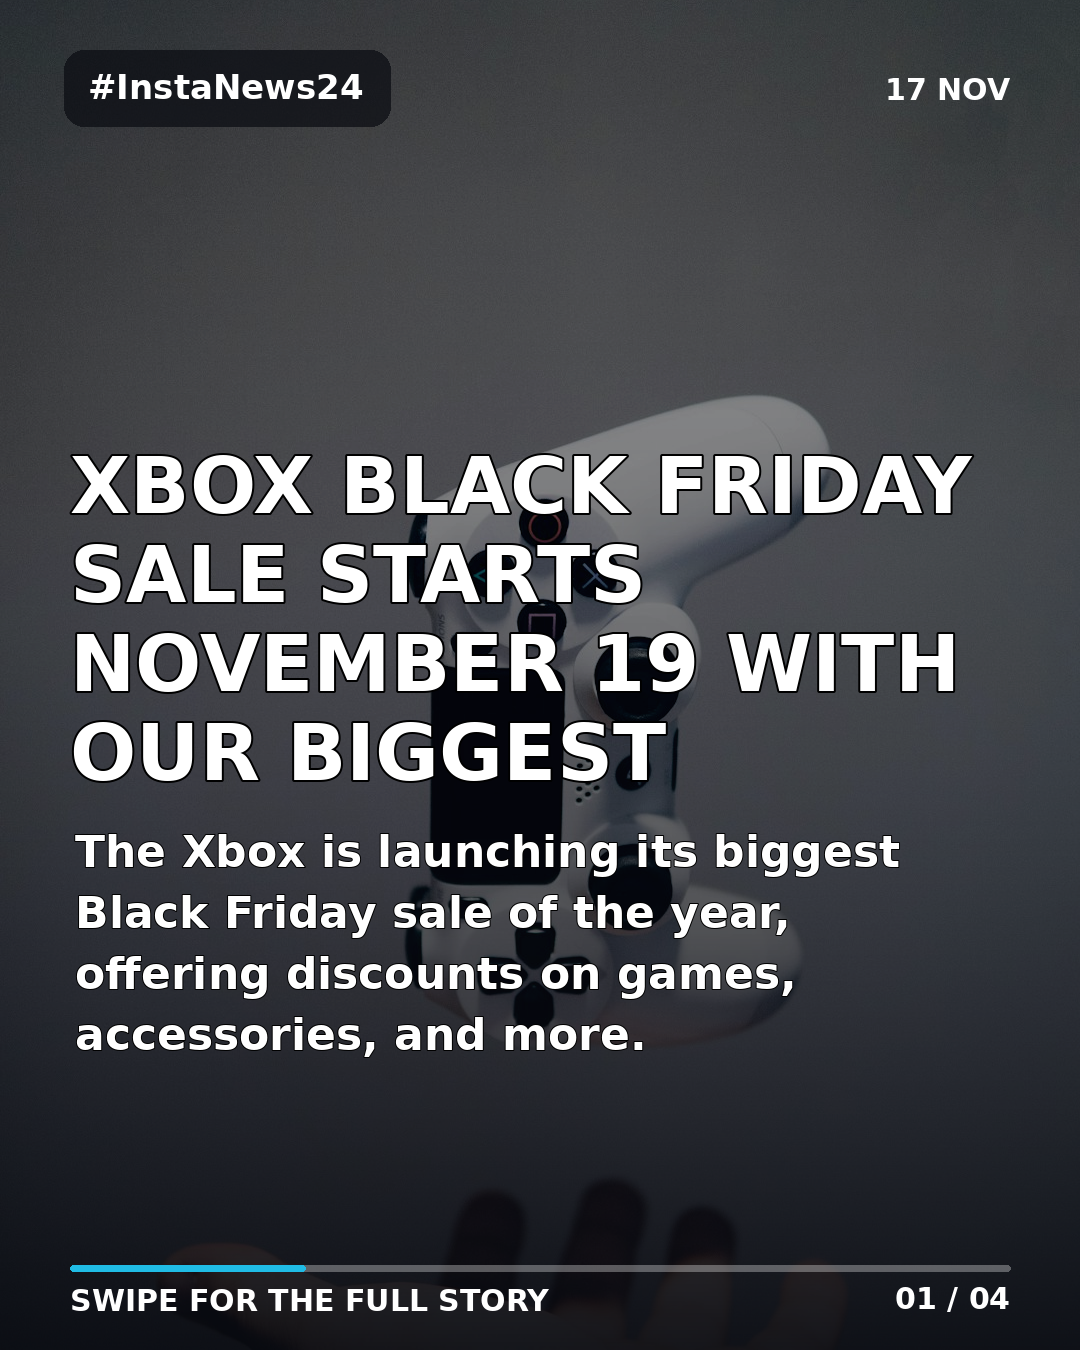 #InstaNews24
17 NOV
XBOX BLACK FRIDAY
SALE STARTS
NOVEMBER 19 WITH
OUR BIGGEST
The Xbox is launching its biggest
Black Friday sale of the year,
offering discounts on games,
accessories, and more.
SWIPE FOR THE FULL STORY
01 / 04